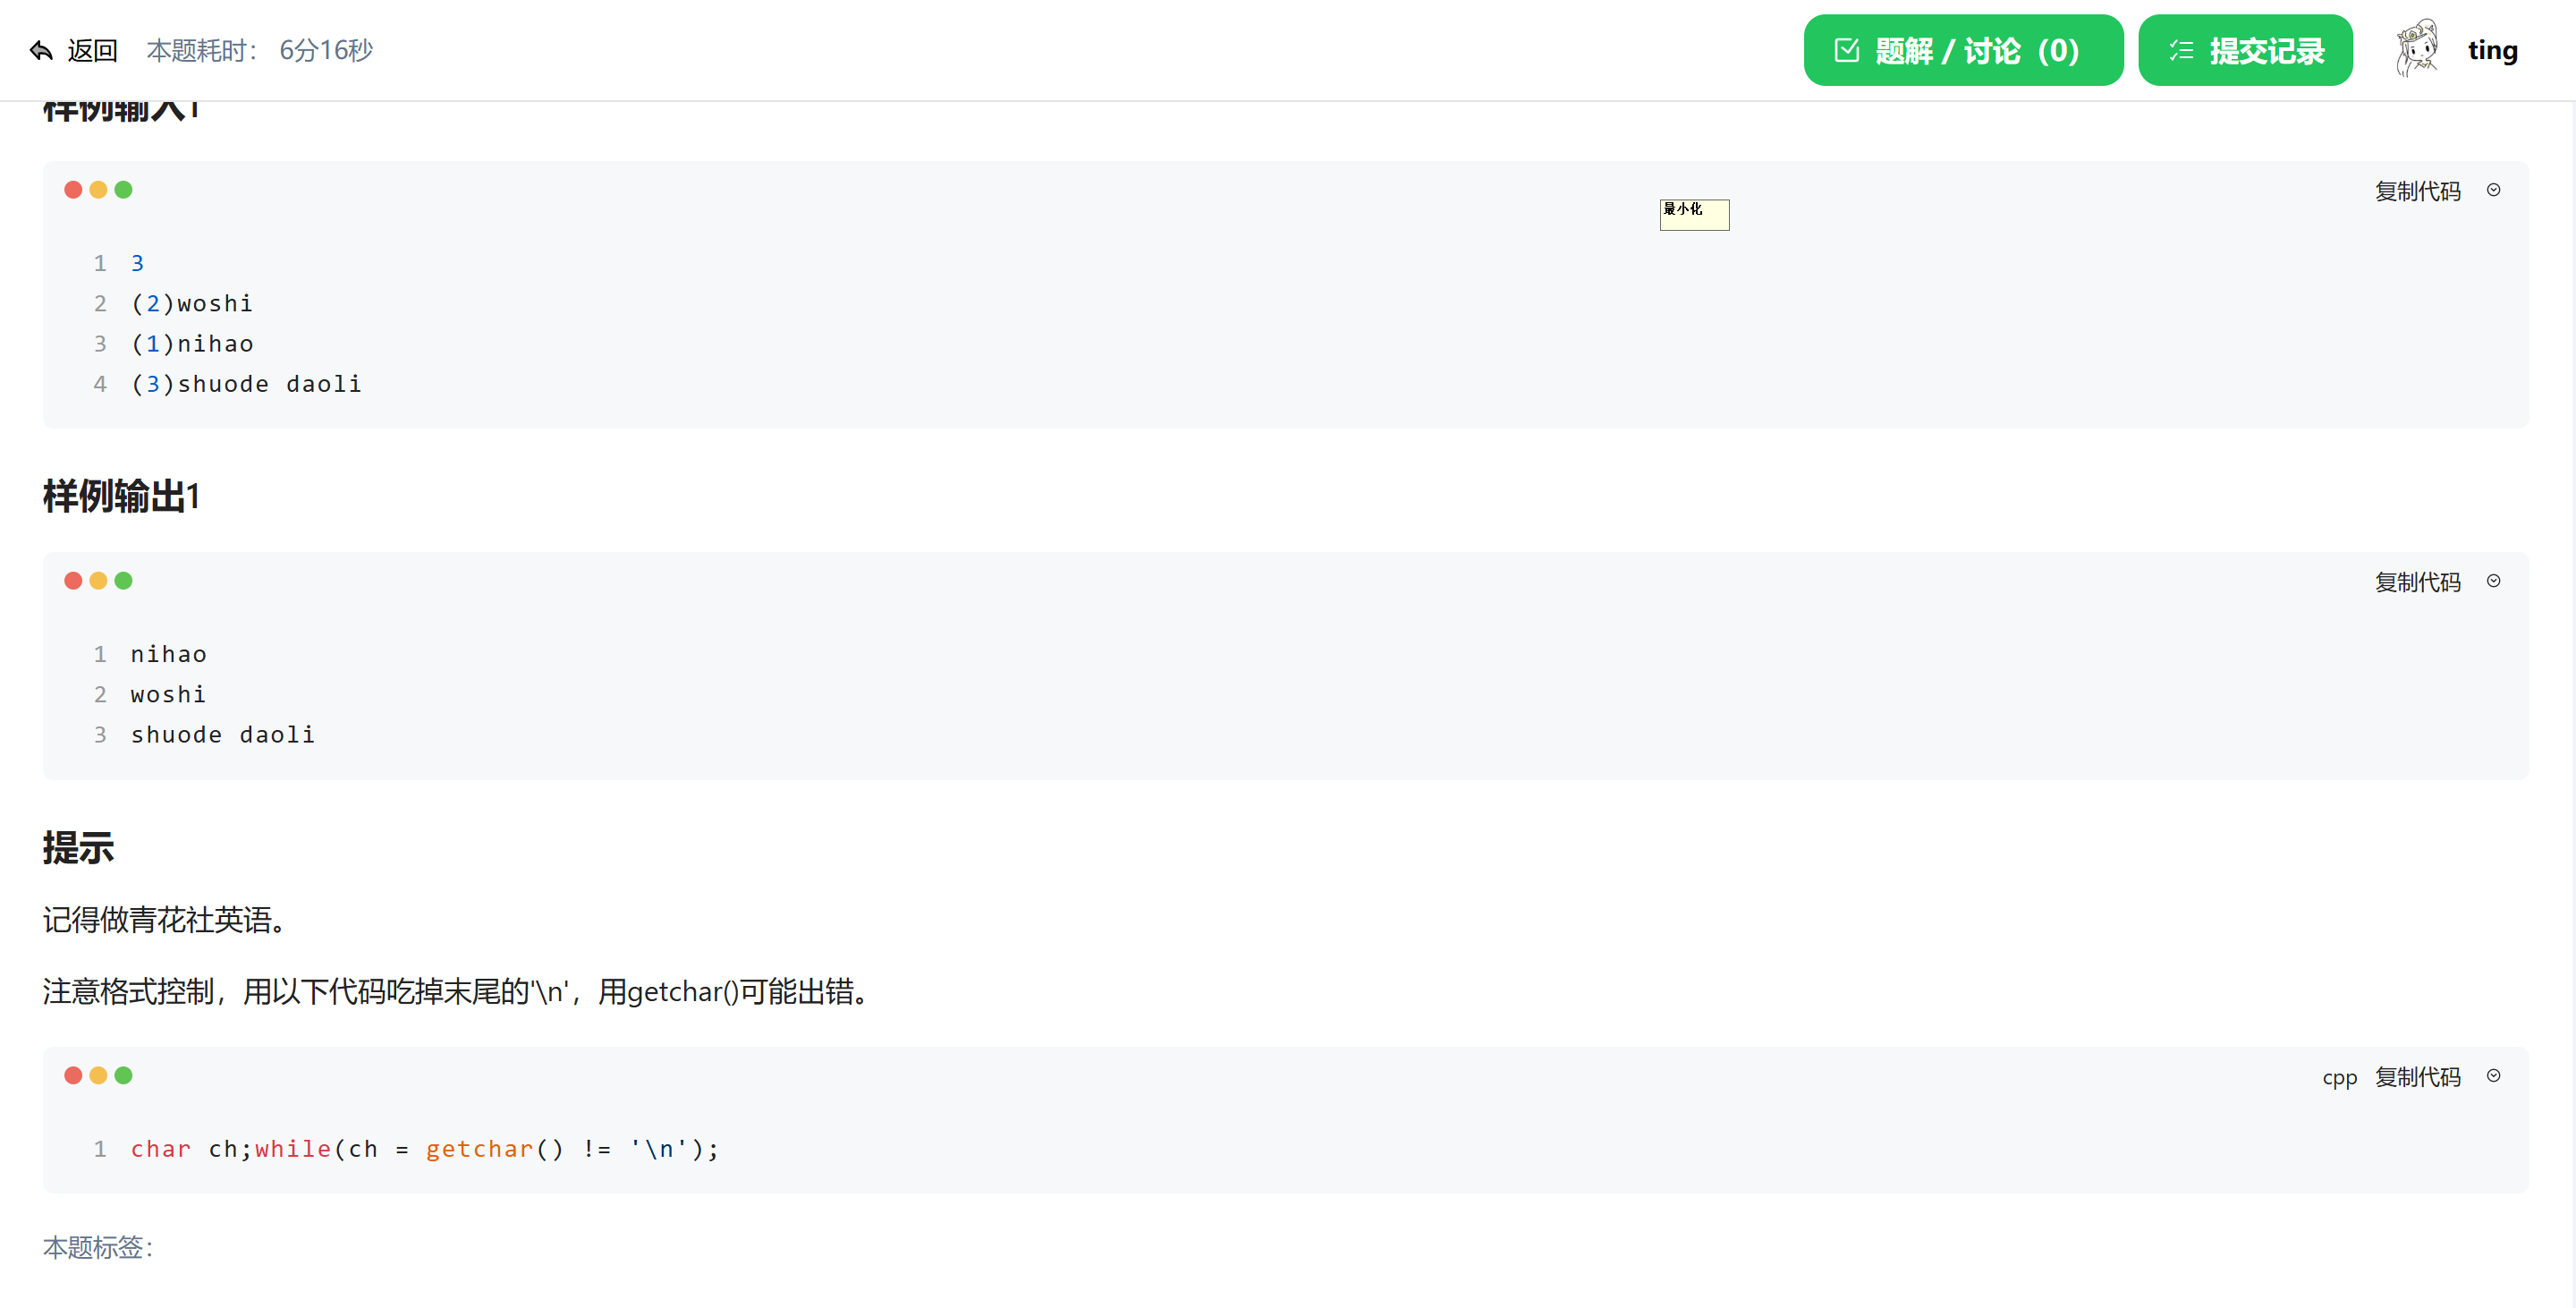 返回 本题耗时： 6分16秒 题解 / 讨论（0） 提交记录 ting
样例输入1
复制代码
最小化
1 3
2 (2)woshi
3 (1)nihao
4 (3)shuode daoli
样例输出1
复制代码
1 nihao
2 woshi
3 shuode daoli
提示
记得做青花社英语。
注意格式控制，用以下代码吃掉末尾的'\n'，用getchar()可能出错。
cpp 复制代码
1 char ch;while(ch = getchar() != '\n');
本题标签：